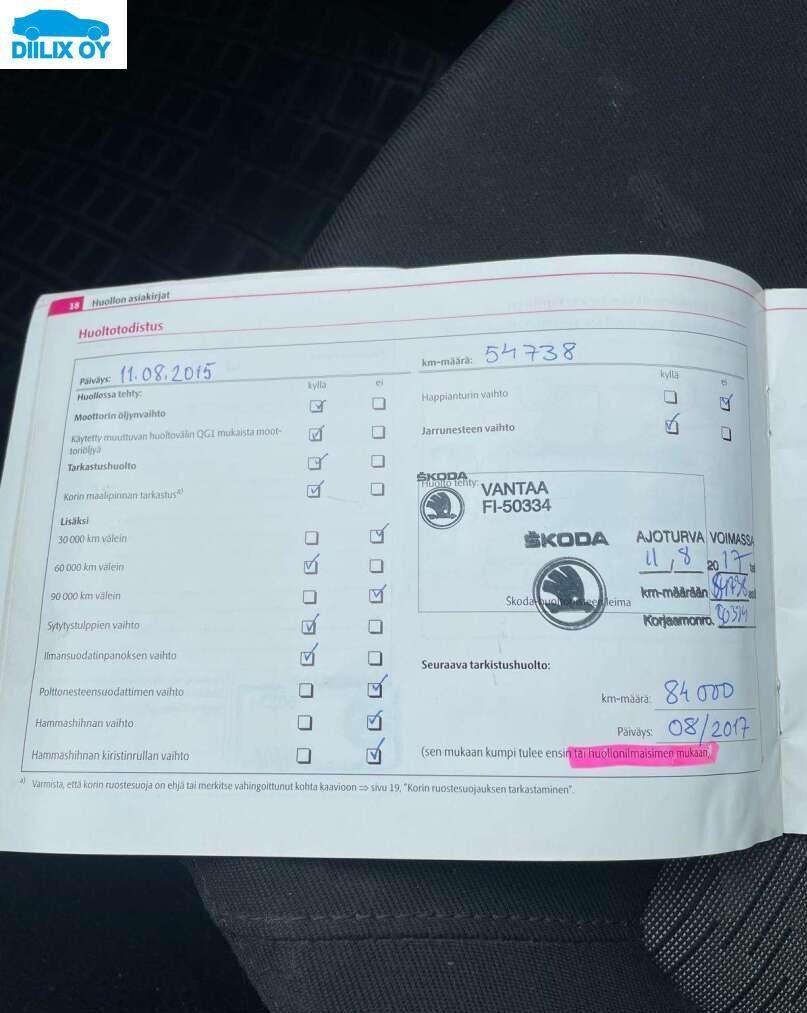 DIILIX OY
18 Huollon asiakirjat
Huoltotodistus
Päiväys: 11.08.2015
km-määrä: 54738
Huollossa tehty: kyllä ei
Moottorin öljynvaihto
Käytetty muuttuvan huoltovälin QG1 mukaista moot-
toriöljyä
Tarkastushuolto
Korin maalipinnan tarkastus a)
Lisäksi
30 000 km välein
60 000 km välein
90 000 km välein
Sytytystulppien vaihto
Ilmansuodatinpanoksen vaihto
Polttonesteensuodattimen vaihto
Hammashihnan vaihto
Hammashihnan kiristinrullan vaihto
kyllä ei
Happianturin vaihto
Jarrunesteen vaihto
ŠKODA
Huolto tehty:
VANTAA
FI-50334
ŠKODA
AJOTURVA VOIMASSA
11.8 2017
km-määrään
Korjaamonro.
leima
Seuraava tarkistushuolto:
km-määrä: 84 000
Päiväys: 08/2017
(sen mukaan kumpi tulee ensin tai huollonilmaisimen mukaan)
a) Varmista, että korin ruostesuoja on ehjä tai merkitse vahingoittunut kohta kaavioon ⇒ sivu 19, "Korin ruostesuojauksen tarkastaminen".